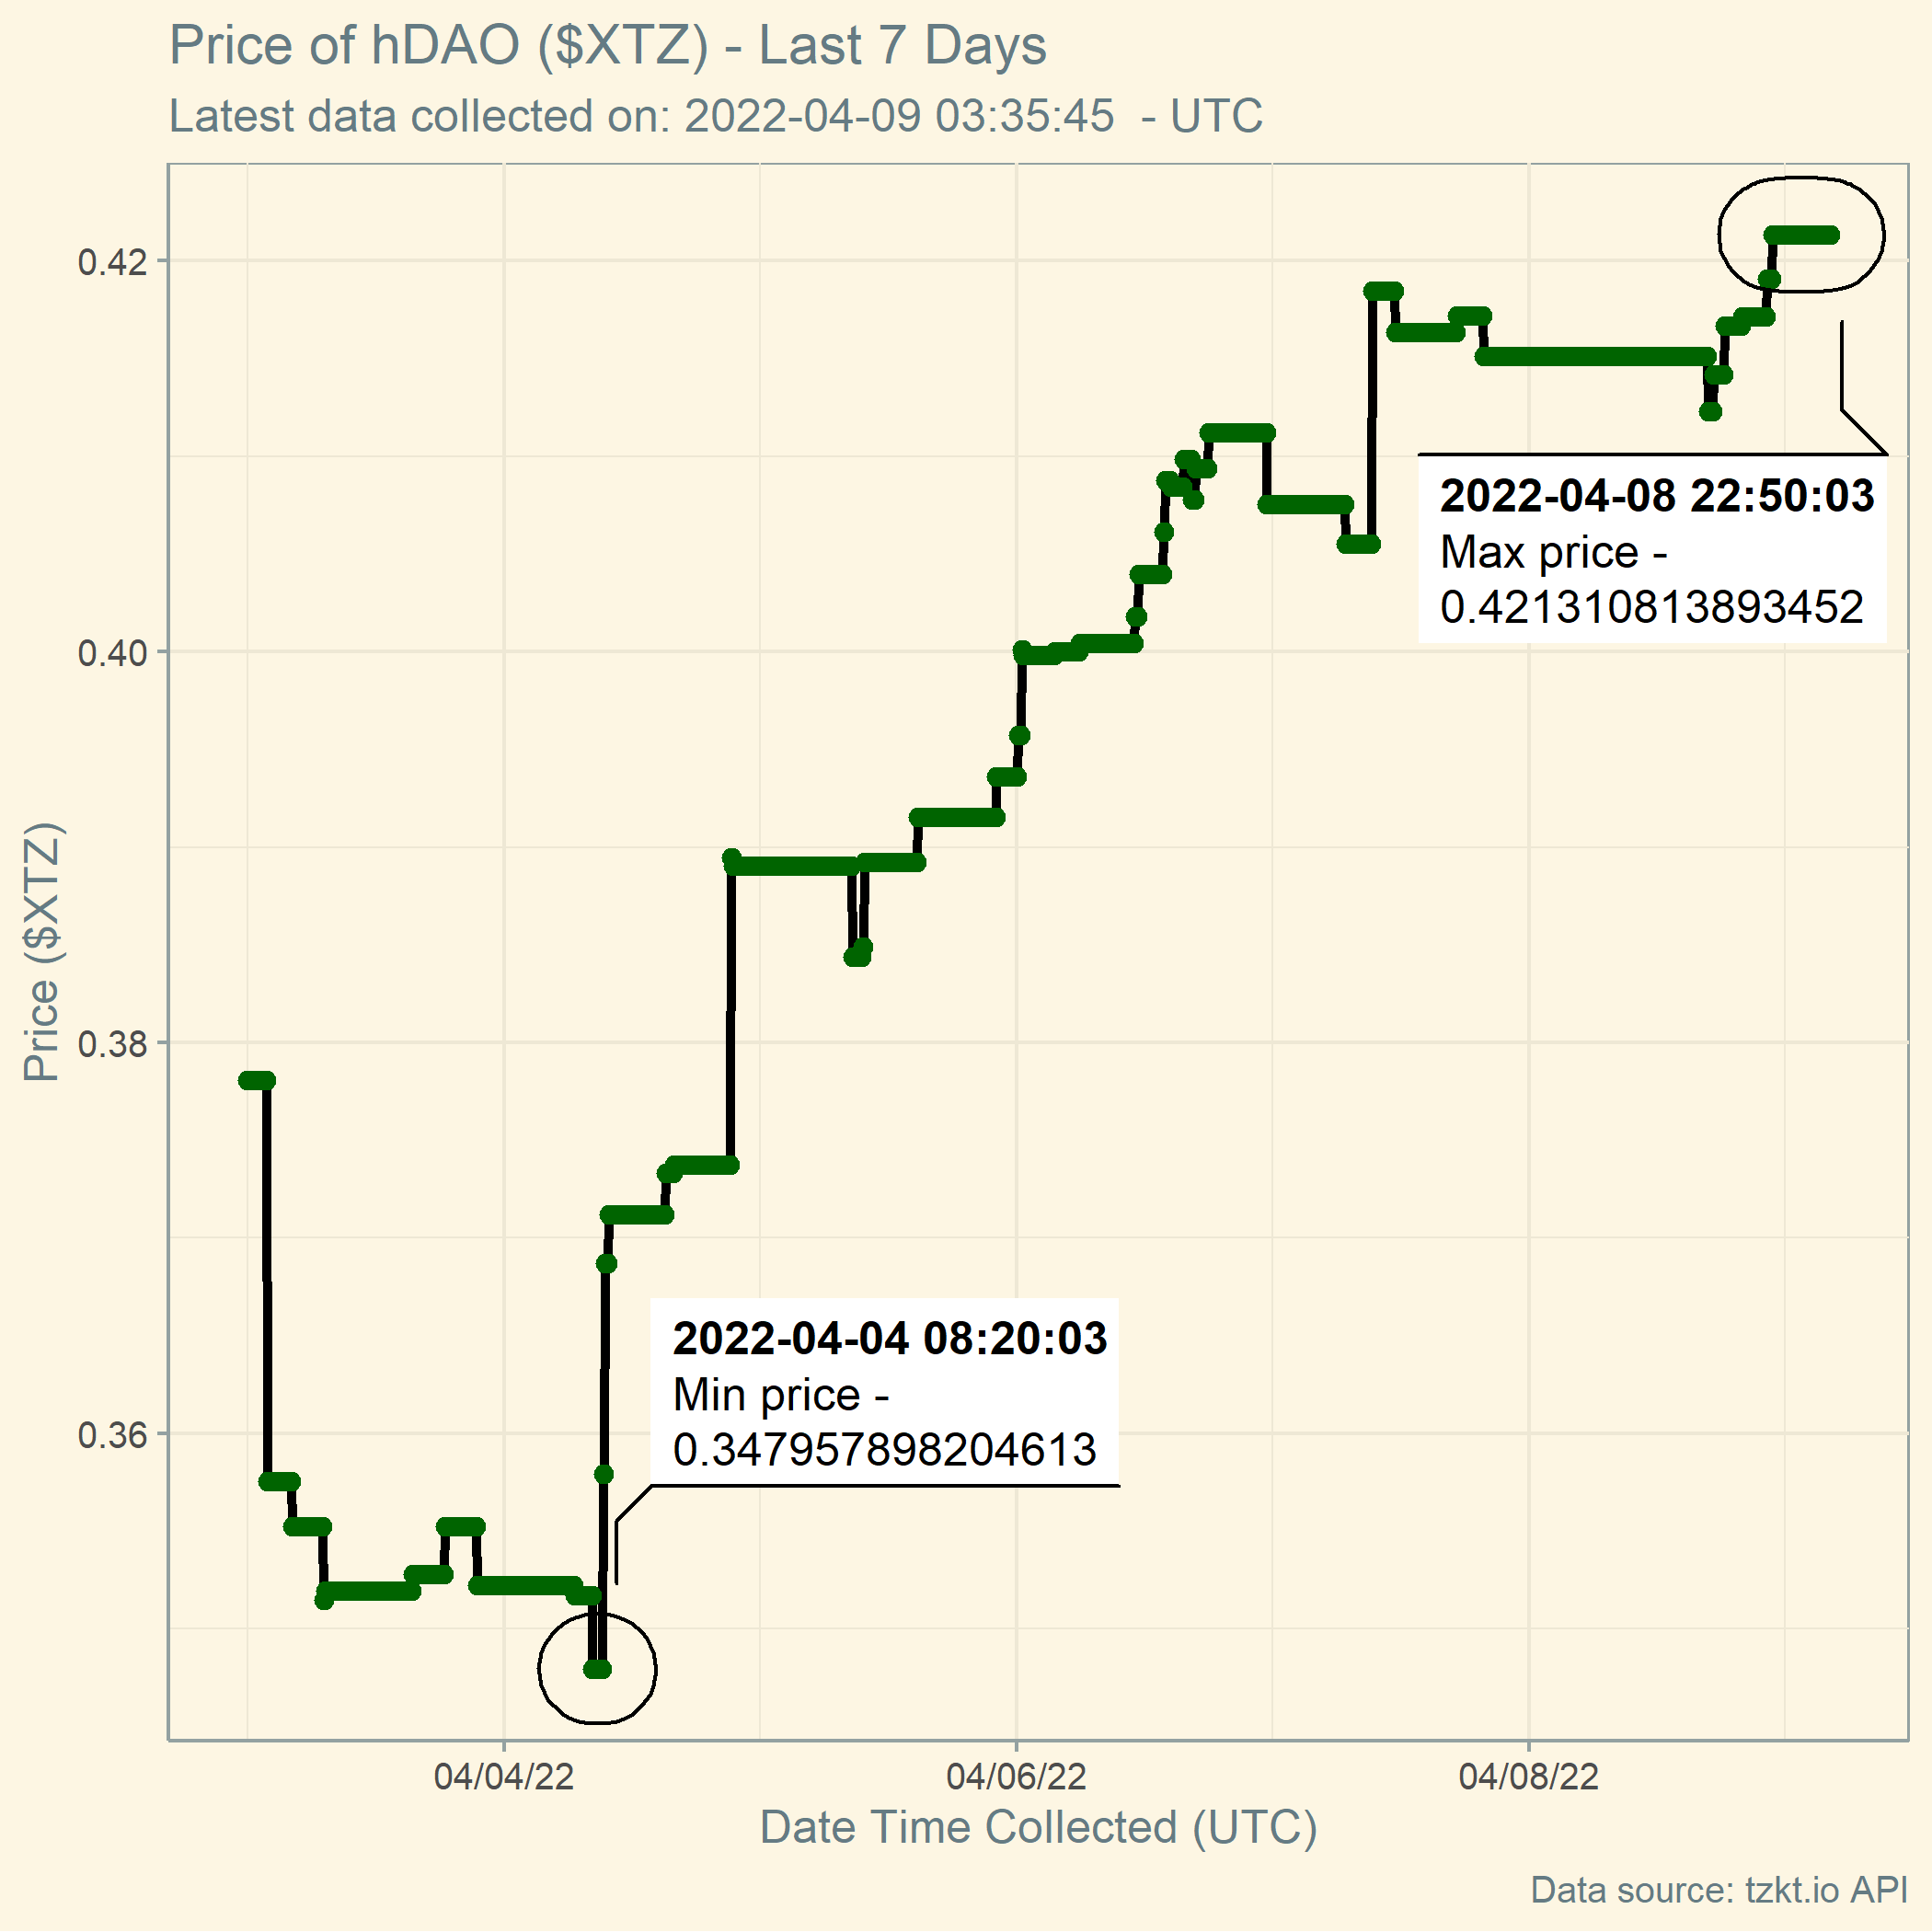 Price of hDAO ($XTZ) - Last 7 Days
Latest data collected on: 2022-04-09 03:35:45  - UTC
0.42
0.40
0.38
0.36
Price ($XTZ)
2022-04-08 22:50:03
Max price -
0.421310813893452
2022-04-04 08:20:03
Min price -
0.347957898204613
04/04/22
04/06/22
04/08/22
Date Time Collected (UTC)
Data source: tzkt.io API